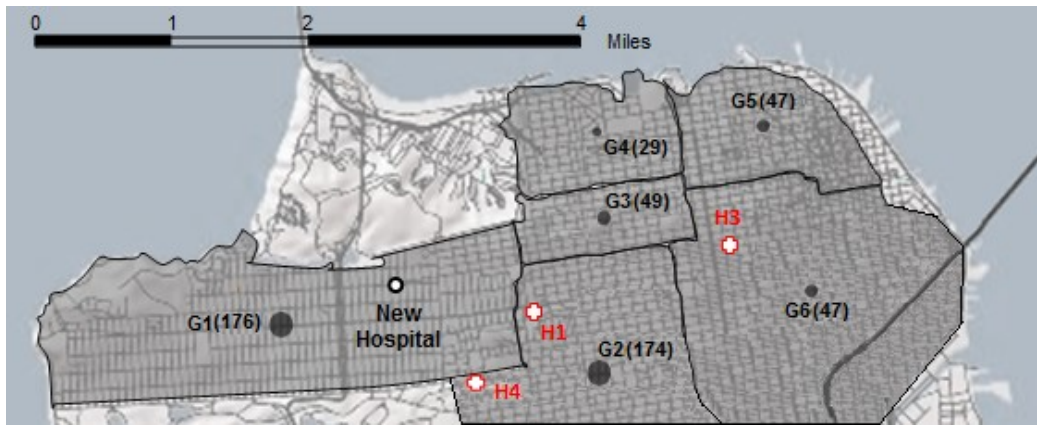 0 1 2 4
Miles
G5(47)
G4(29)
G3(49)
H3
G6(47)
New
Hospital
G1(176)
H1
G2(174)
H4